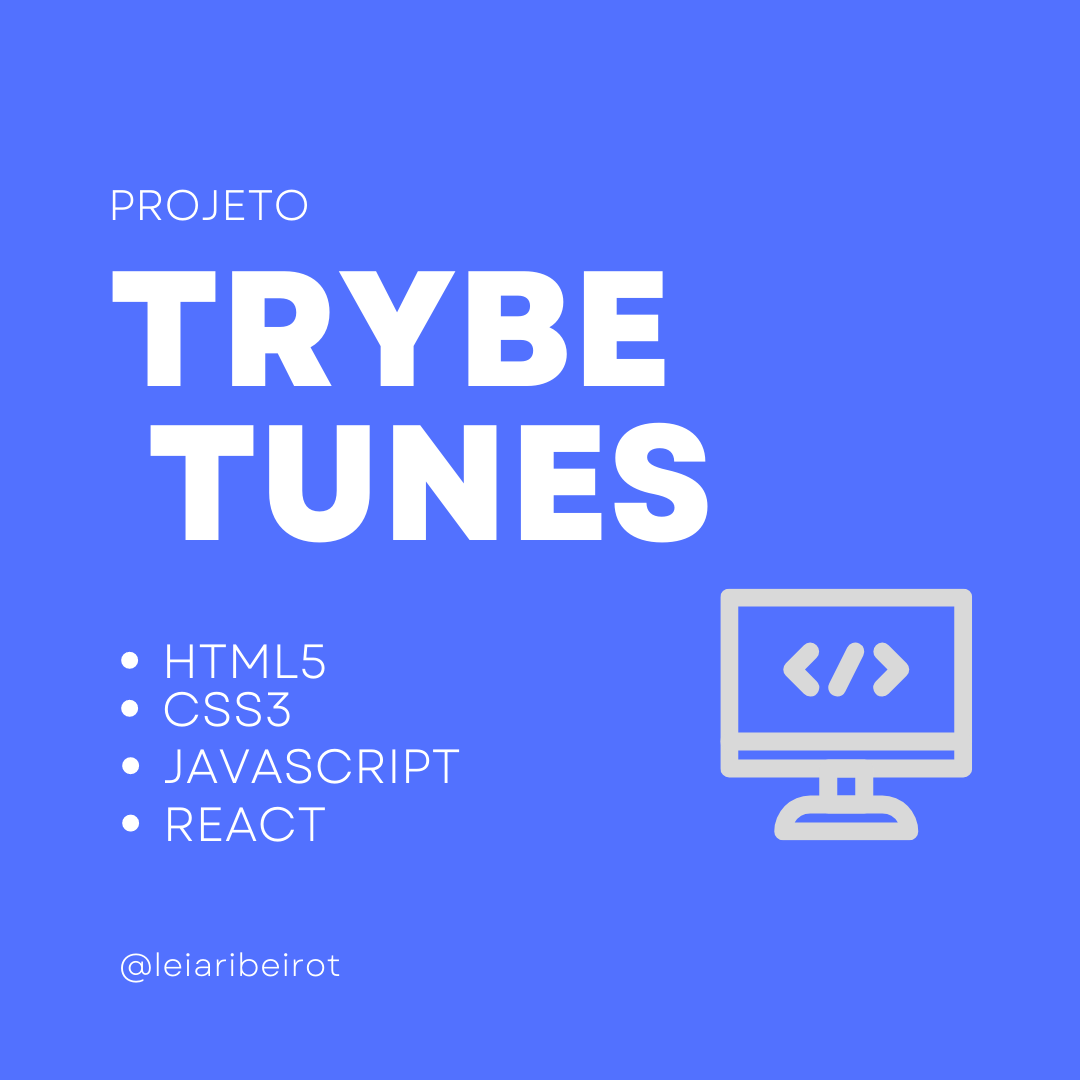 PROJETO
TRYBE
TUNES
• HTML5
• CSS3
• JAVASCRIPT
• REACT
</>
@leiaribeirot